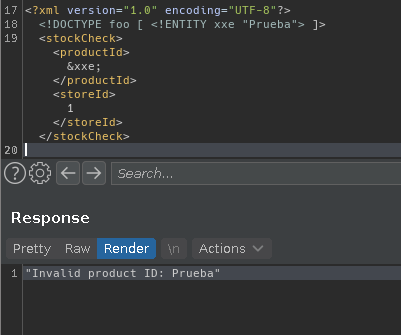 17 <?xml version="1.0" encoding="UTF-8"?>
18 <!DOCTYPE foo [ <!ENTITY xxe "Prueba"> ]>
19 <stockCheck>
<productId>
&xxe;
</productId>
<storeId>
1
</storeId>
</stockCheck>
20
? Search...
Response
Pretty Raw Render \n Actions
1 "Invalid product ID: Prueba"